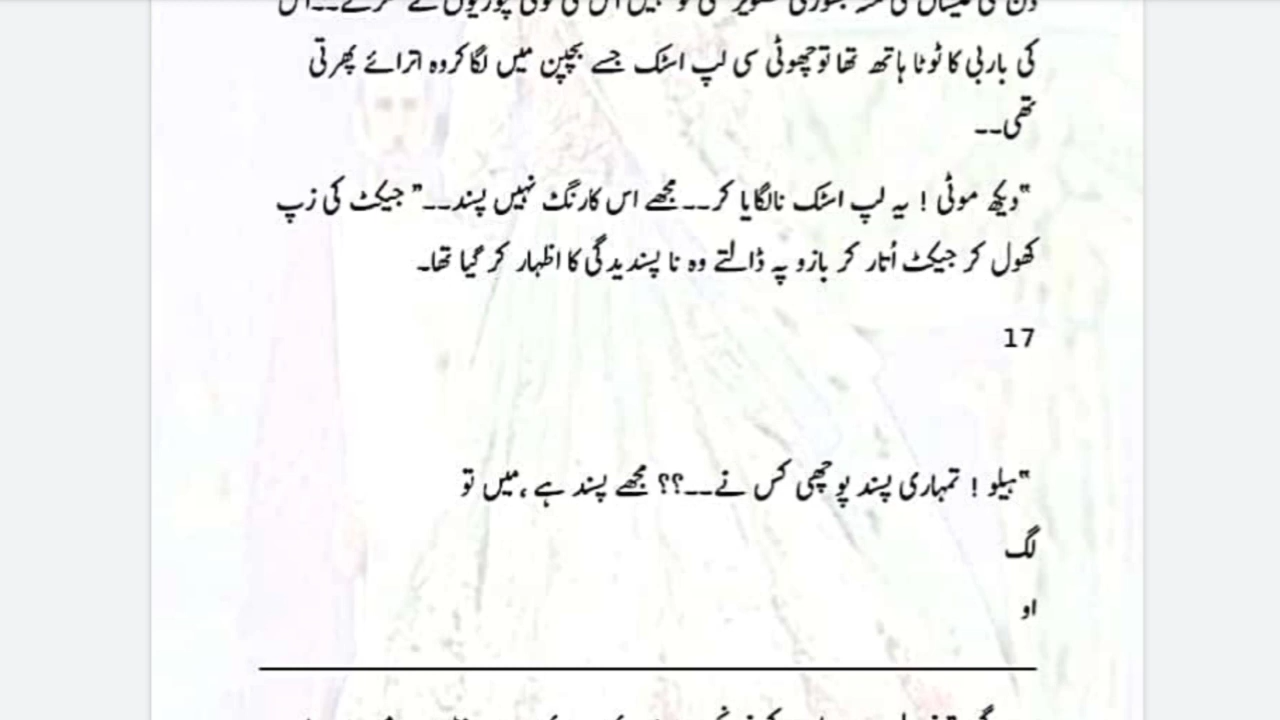 کی باربی کا ٹوٹا ہاتھ تھا تو چھوٹی سی لپ اسٹک جسے بچپن میں لگا کر وہ اترائے پھرتی
تھی۔۔
"دیکھ موٹی ! یہ لپ اسٹک نا لگایا کر۔۔ مجھے اس کا رنگ نہیں پسند۔۔" جیکٹ کی زپ
کھول کر جیکٹ اُتار کر بازو پہ ڈالتے وہ نا پسندیدگی کا اظہار کر گیا تھا۔
17
"ہیلو ! تمہاری پسند پوچھی کس نے۔۔؟؟ مجھے پسند ہے ،میں تو
لگ
او